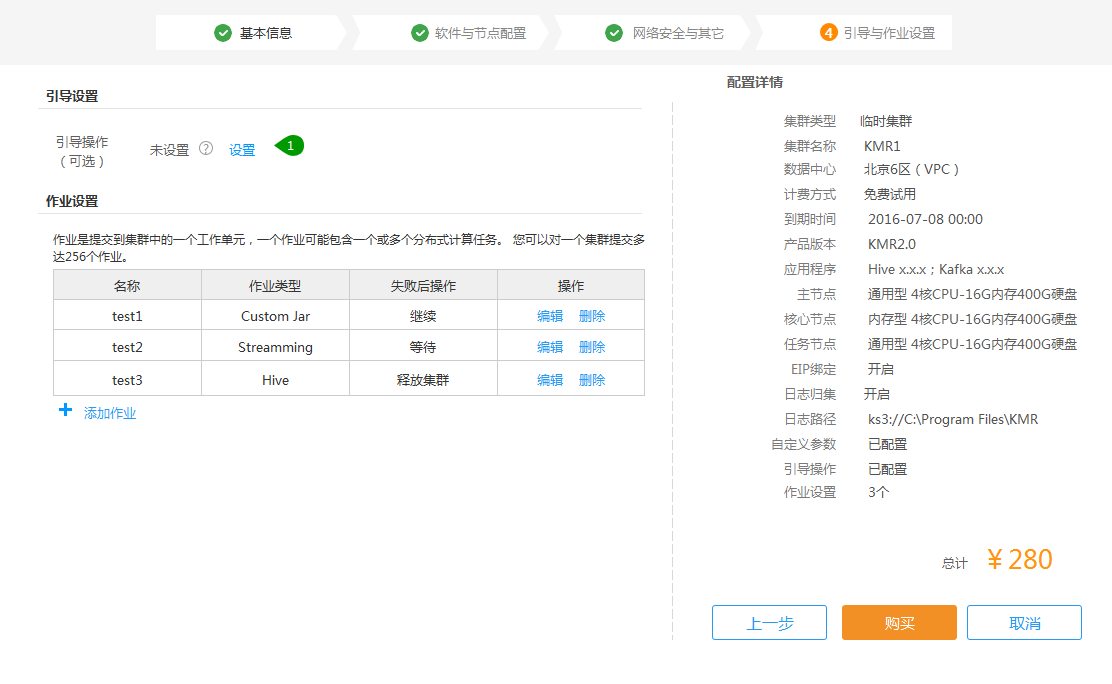 基本信息
软件与节点配置
网络安全与其它
4 引导与作业设置
引导设置
引导操作
（可选）
未设置 ? 设置 1
作业设置
作业是提交到集群中的一个工作单元，一个作业可能包含一个或多个分布式计算任务。 您可以对一个集群提交多
达256个作业。
名称 作业类型 失败后操作 操作
test1 Custom Jar 继续 编辑 删除
test2 Streamming 等待 编辑 删除
test3 Hive 释放集群 编辑 删除
+ 添加作业
配置详情
集群类型 临时集群
集群名称 KMR1
数据中心 北京6区（VPC）
计费方式 免费试用
到期时间 2016-07-08 00:00
产品版本 KMR2.0
应用程序 Hive x.x.x；Kafka x.x.x
主节点 通用型 4核CPU-16G内存400G硬盘
核心节点 内存型 4核CPU-16G内存400G硬盘
任务节点 通用型 4核CPU-16G内存400G硬盘
EIP绑定 开启
日志归集 开启
日志路径 ks3://C:\Program Files\KMR
自定义参数 已配置
引导操作 已配置
作业设置 3个
总计 ¥280
上一步 购买 取消